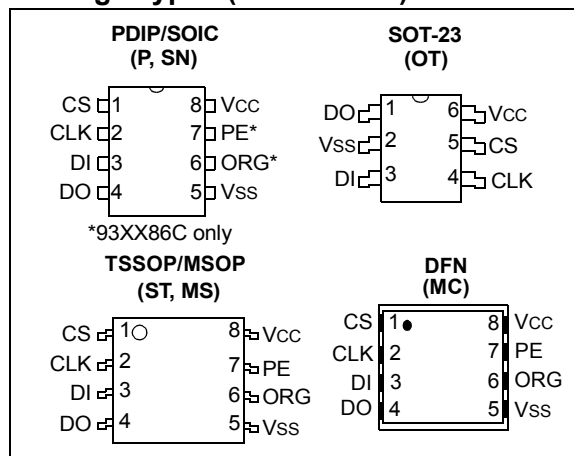 PDIP/SOIC
(P, SN)
CS 1 8 VCC
CLK 2 7 PE*
DI 3 6 ORG*
DO 4 5 VSS
*93XX86C only
SOT-23
(OT)
DO 1 6 VCC
VSS 2 5 CS
DI 3 4 CLK
TSSOP/MSOP
(ST, MS)
CS 1 8 VCC
CLK 2 7 PE
DI 3 6 ORG
DO 4 5 VSS
DFN
(MC)
CS 1 8 VCC
CLK 2 7 PE
DI 3 6 ORG
DO 4 5 VSS